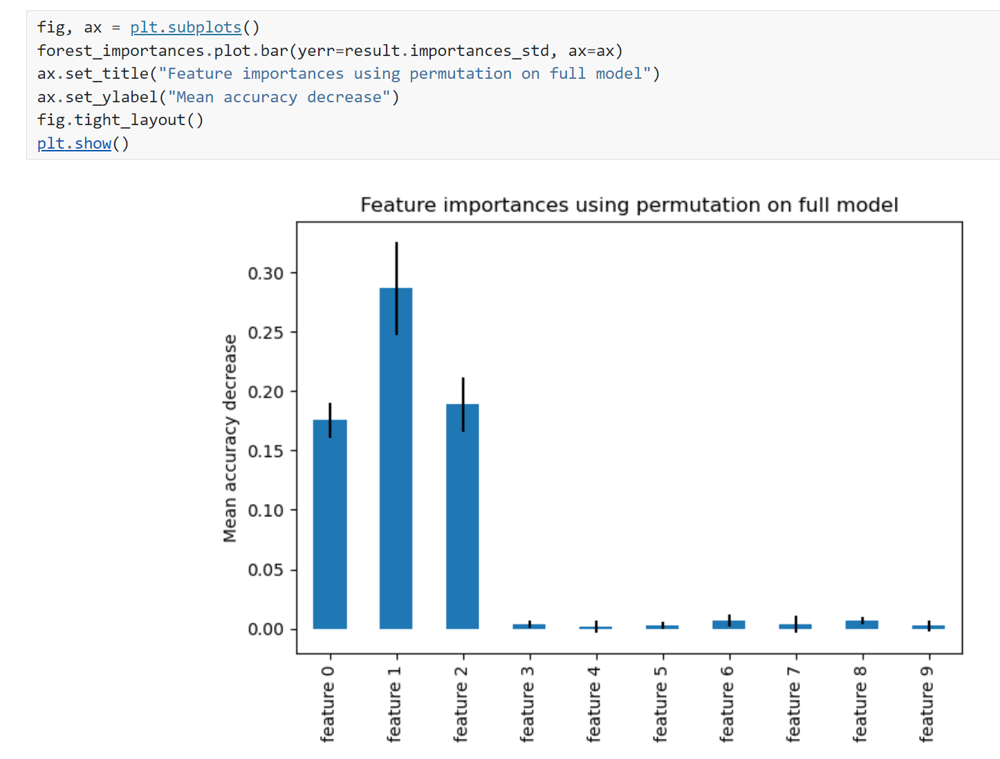 fig, ax = plt.subplots()
forest_importances.plot.bar(yerr=result.importances_std, ax=ax)
ax.set_title("Feature importances using permutation on full model")
ax.set_ylabel("Mean accuracy decrease")
fig.tight_layout()
plt.show()
Feature importances using permutation on full model
Mean accuracy decrease
0.30
0.25
0.20
0.15
0.10
0.05
0.00
feature 0
feature 1
feature 2
feature 3
feature 4
feature 5
feature 6
feature 7
feature 8
feature 9